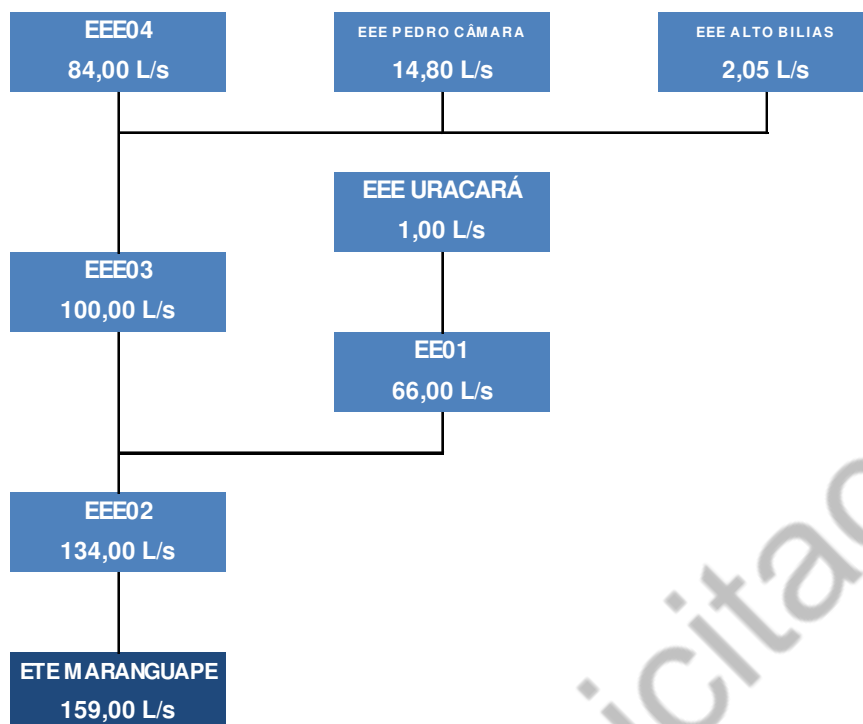 EEE04
84,00 L/s
EEE PEDRO CÂMARA
14,80 L/s
EEE ALTO BILIAS
2,05 L/s
EEE URACARÁ
1,00 L/s
EEE03
100,00 L/s
EE01
66,00 L/s
EEE02
134,00 L/s
ETE MARANGUAPE
159,00 L/s
icitac